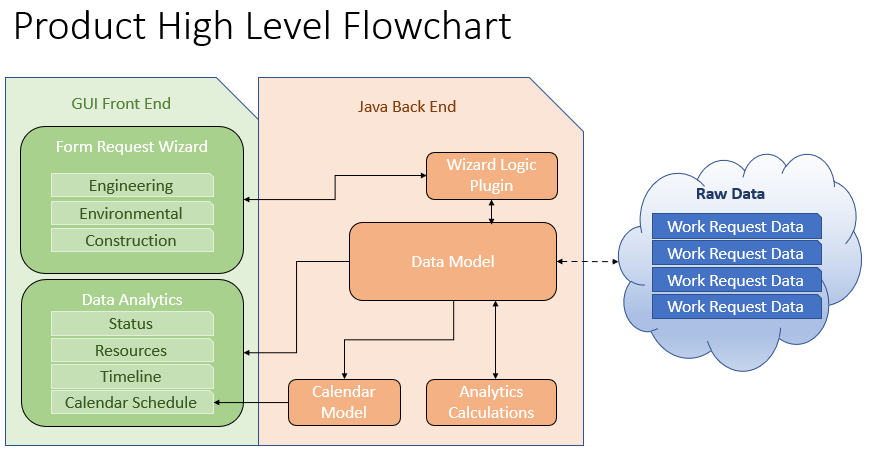 Product High Level Flowchart
GUI Front End
Form Request Wizard
Engineering
Environmental
Construction
Data Analytics
Status
Resources
Timeline
Calendar Schedule
Java Back End
Wizard Logic
Plugin
Data Model
Calendar
Model
Analytics
Calculations
Raw Data
Work Request Data
Work Request Data
Work Request Data
Work Request Data